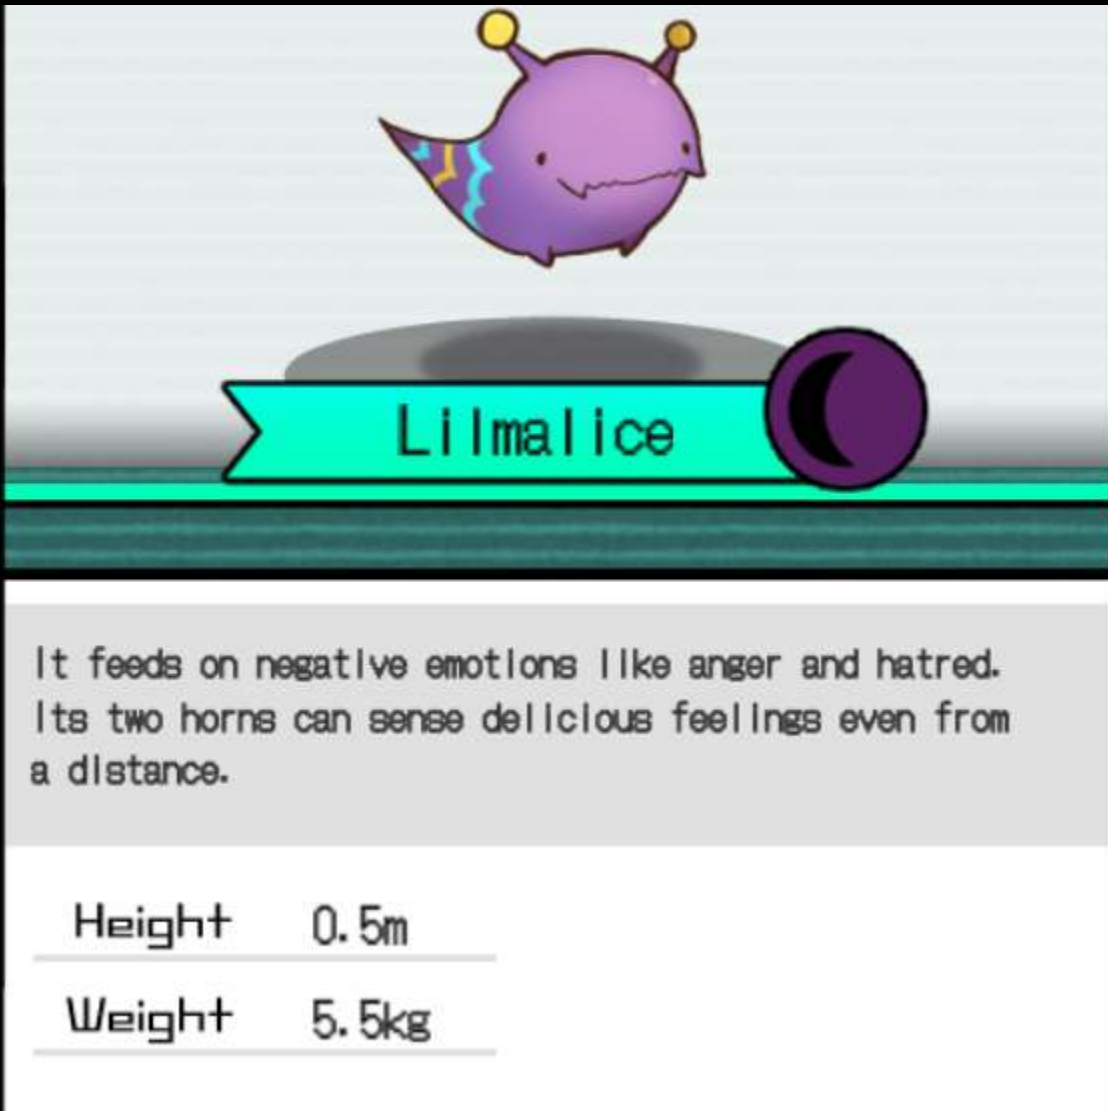 Lilmalice
It feeds on negative emotions like anger and hatred.
Its two horns can sense delicious feelings even from
a distance.
Height 0.5m
Weight 5.5kg